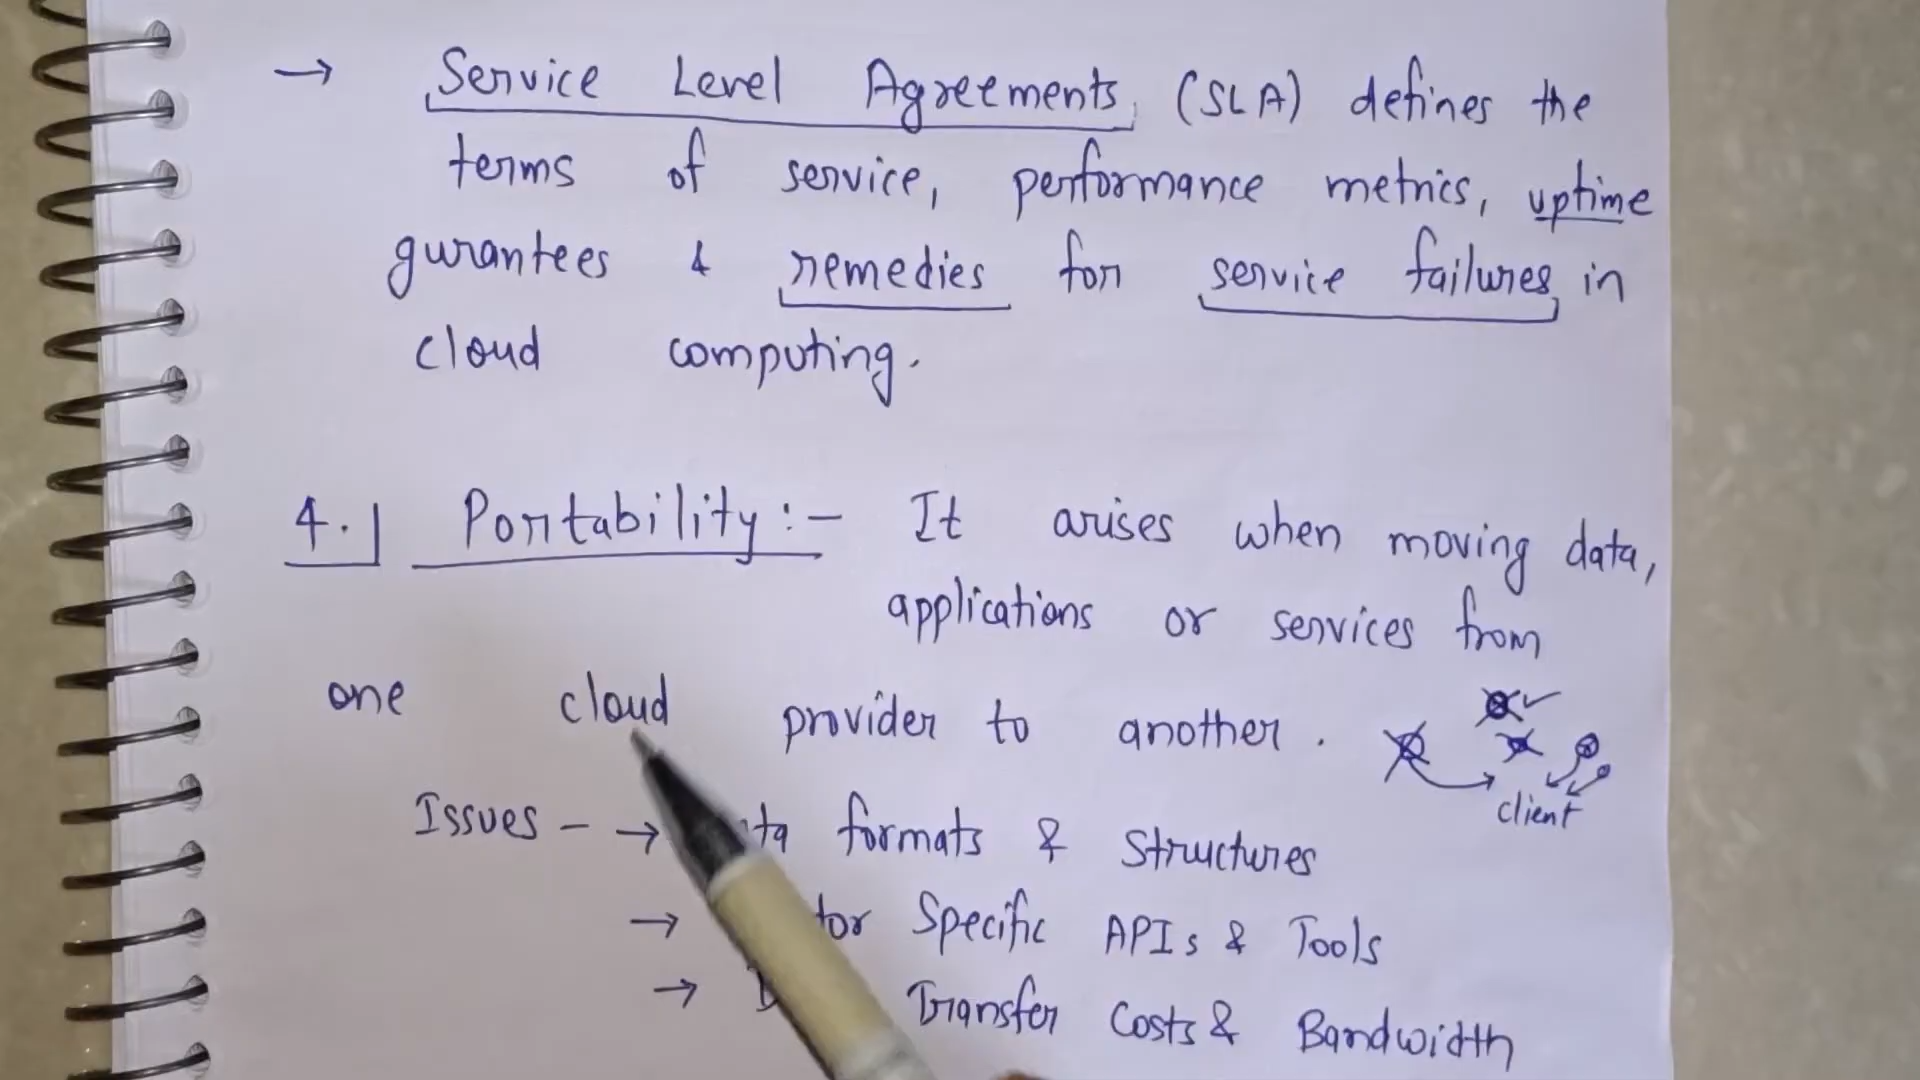 → Service Level Agreements (SLA) defines the
terms of service, performance metrics, uptime
gurantees & remedies for service failures in
cloud computing.
4. Portability :- It arises when moving data,
applications or services from
one cloud provider to another.
client
Issues - → formats & Structures
→ Specific APIs & Tools
→ Transfer Costs & Bandwidth